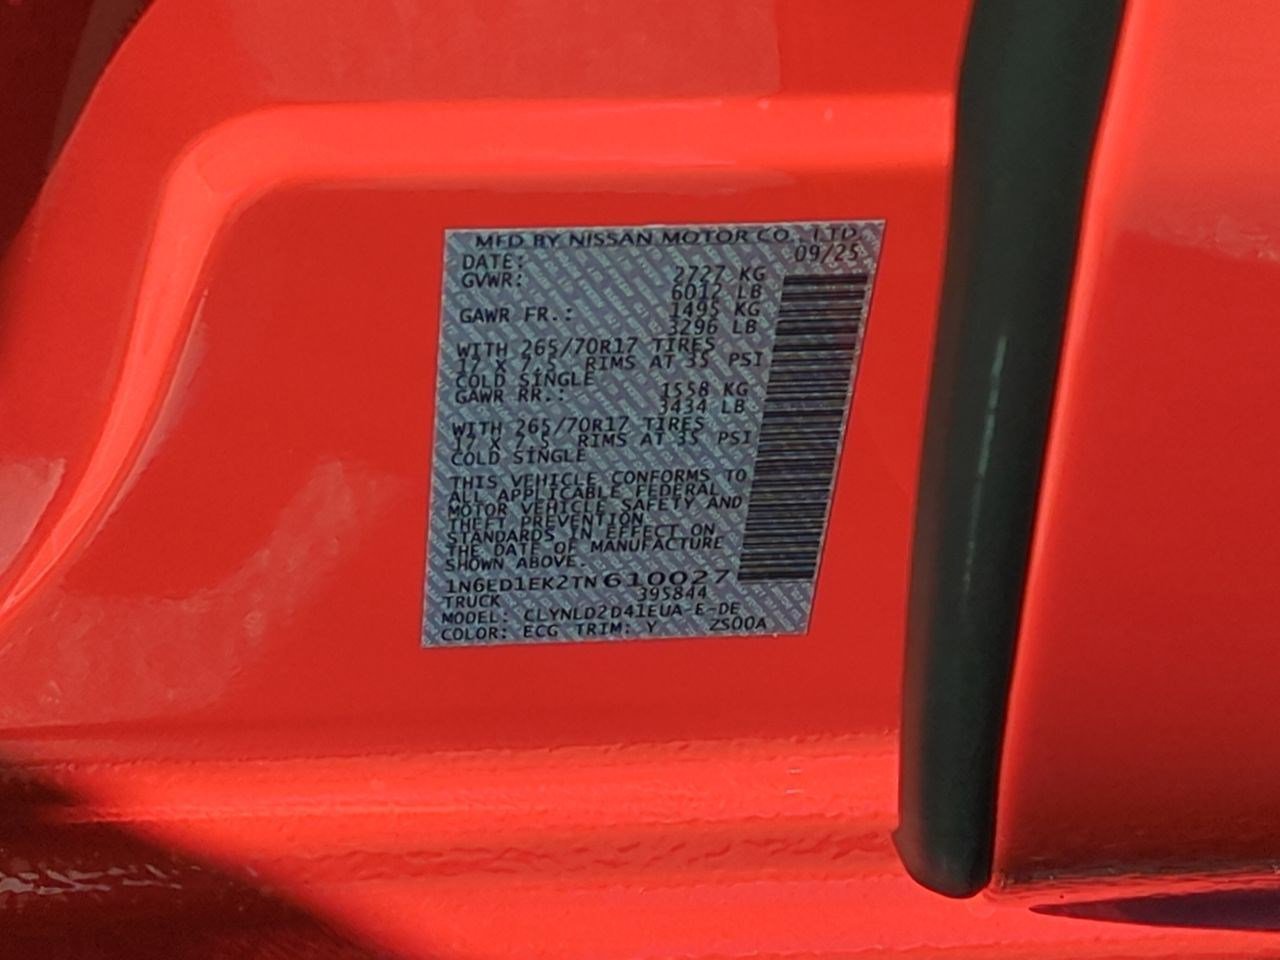 MFD BY NISSAN MOTOR CO., LTD.
DATE: 09/25
GVWR: 2727 KG
6012 LB
GAWR FR.: 1495 KG
3296 LB
WITH 265/70R17 TIRES
17 X 7.5 RIMS AT 35 PSI
COLD SINGLE
GAWR RR.: 1558 KG
3434 LB
WITH 265/70R17 TIRES
17 X 7.5 RIMS AT 35 PSI
COLD SINGLE
THIS VEHICLE CONFORMS TO
ALL APPLICABLE FEDERAL
MOTOR VEHICLE SAFETY AND
THEFT PREVENTION
STANDARDS IN EFFECT ON
THE DATE OF MANUFACTURE
SHOWN ABOVE.
1N6ED1EK2TN610027
TRUCK 395844
MODEL: CLYNLD2D41EUA-E-DE
COLOR: ECG TRIM: Y ZS00A